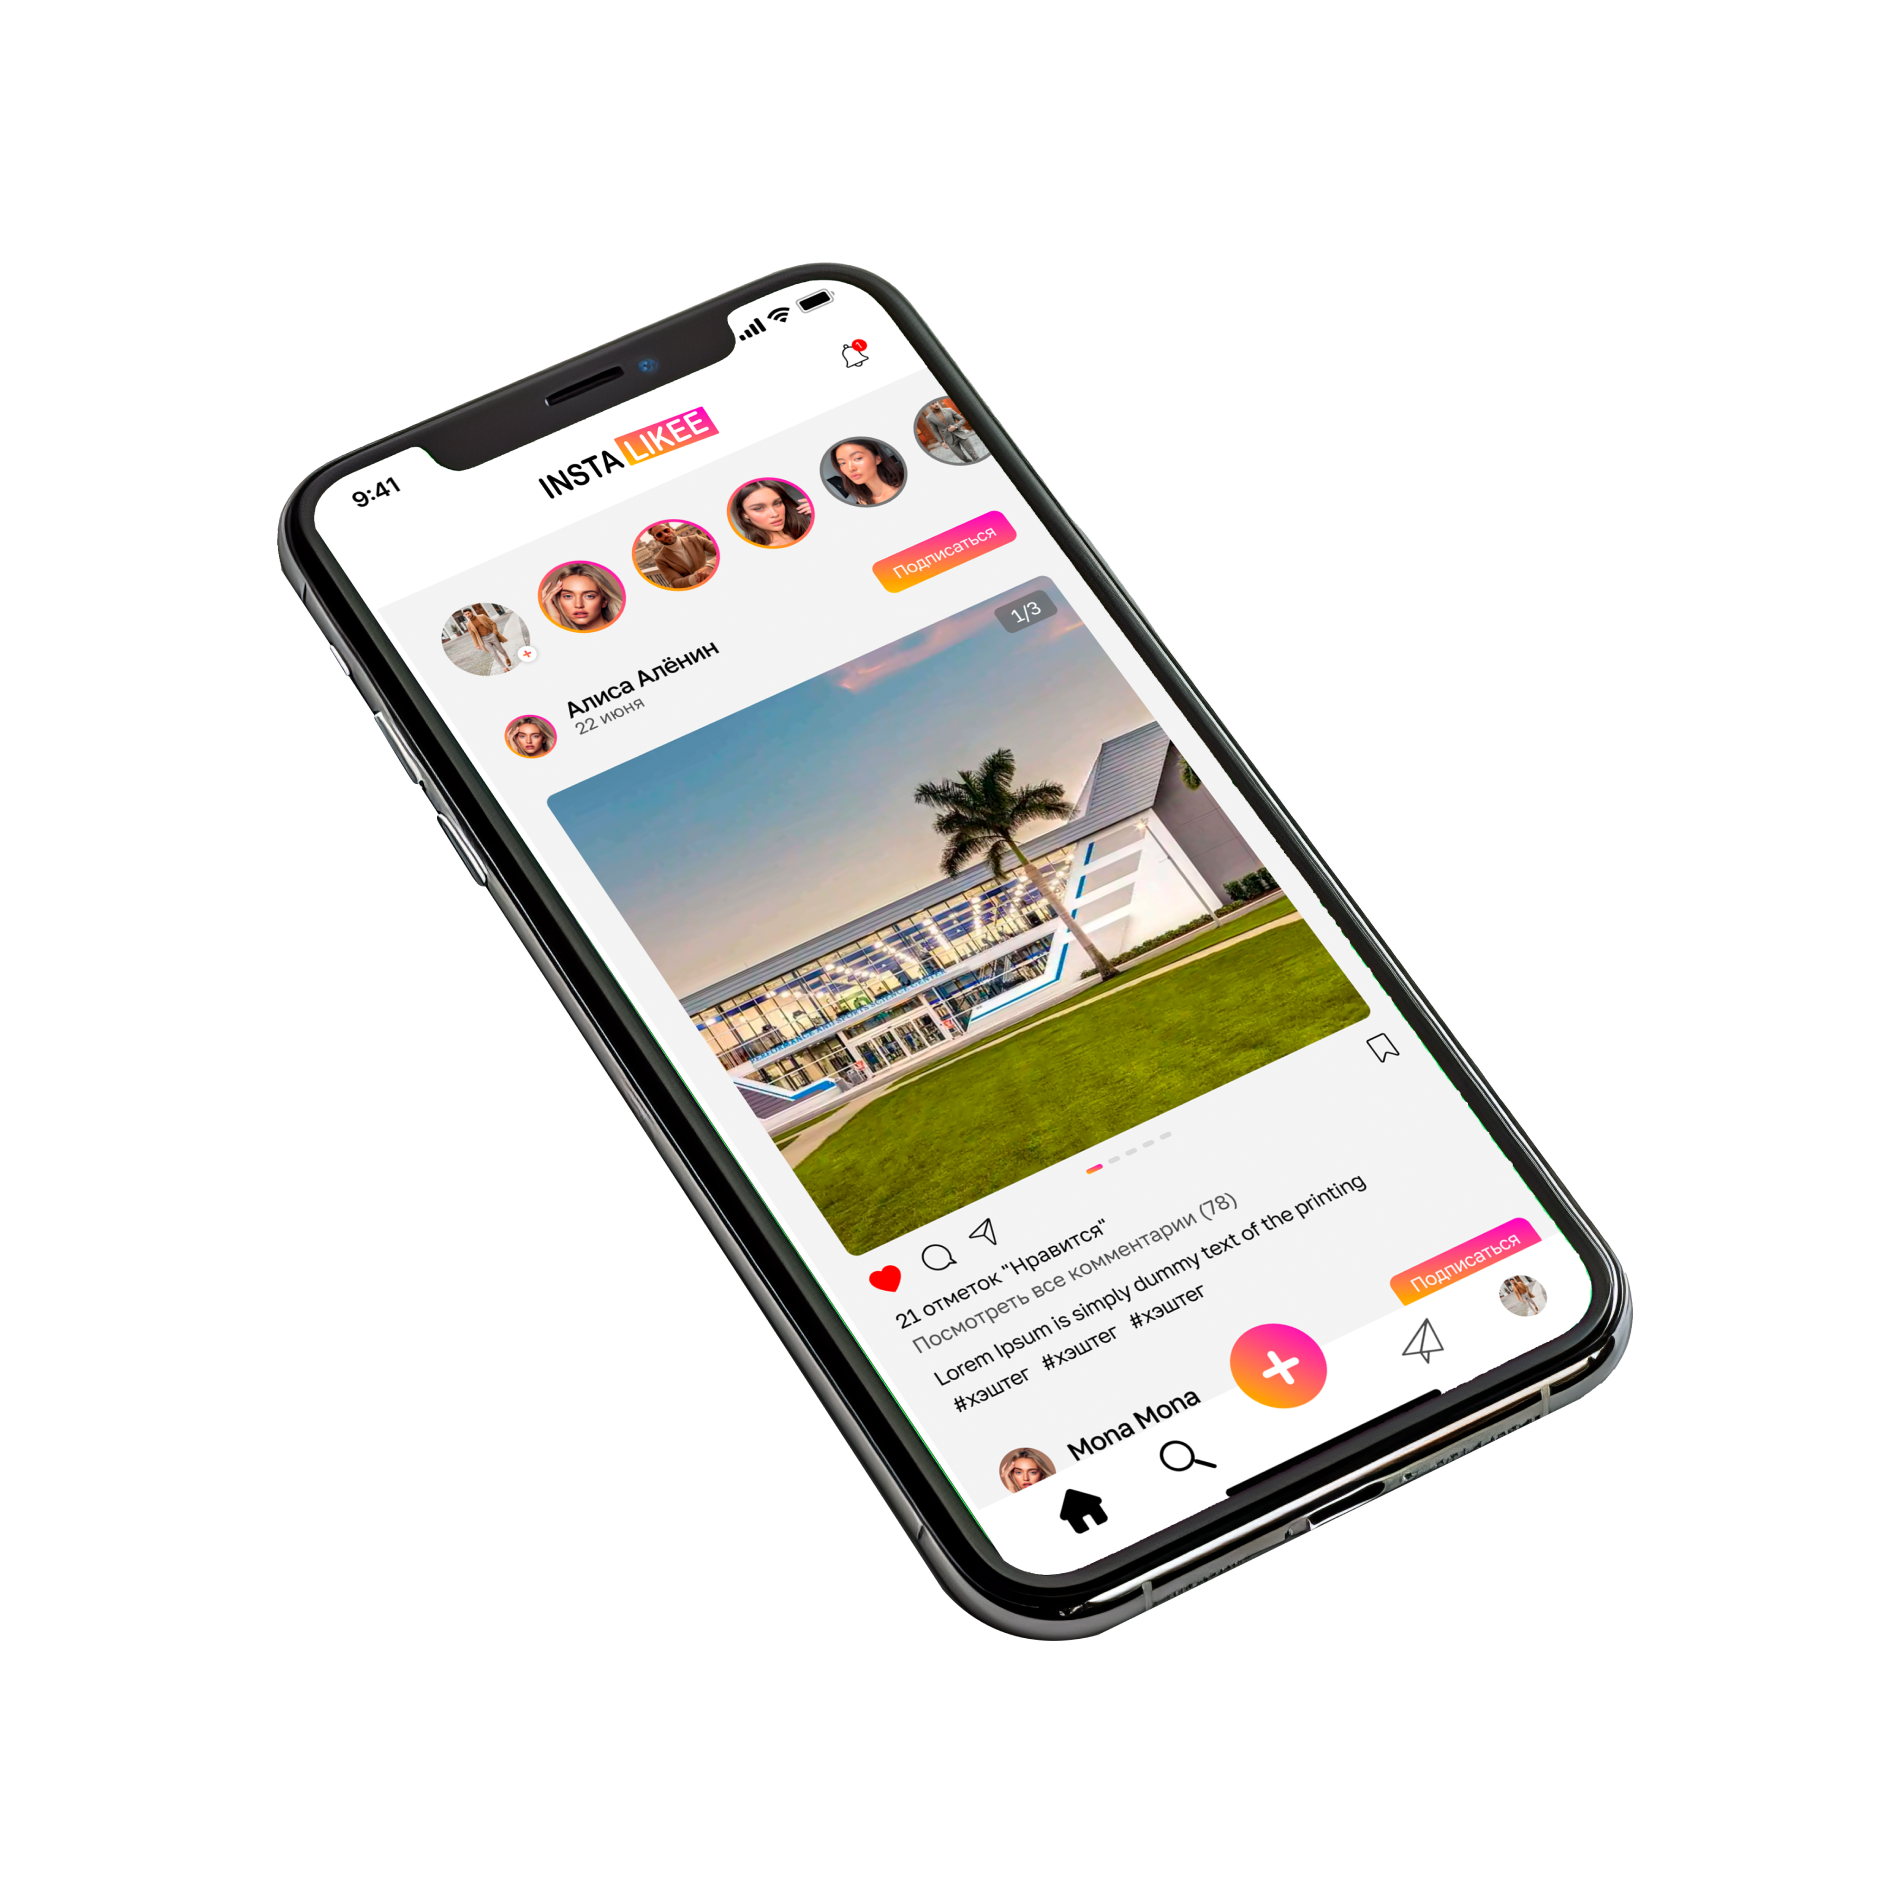 9:41
1
INSTA LIKEE
Алиса Алёнин
22 июня
Подписаться
1/3
21 отметок "Нравится"
Посмотреть все комментарии (78)
Lorem Ipsum is simply dummy text of the printing
#хэштег #хэштег #хэштег
Mona Mona
Подписаться